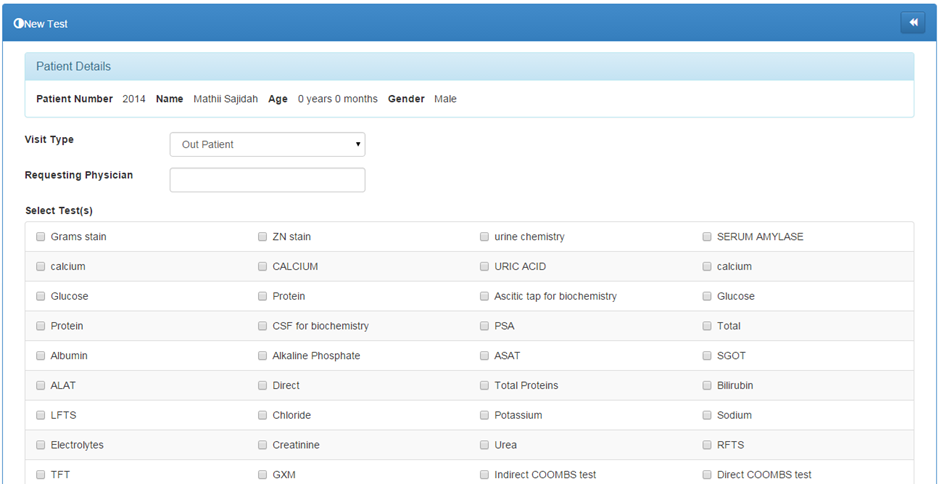 New Test
Patient Details
Patient Number 2014 Name Mathii Sajidah Age 0 years 0 months Gender Male
Visit Type Out Patient
Requesting Physician
Select Test(s)
Grams stain ZN stain urine chemistry SERUM AMYLASE
calcium CALCIUM URIC ACID calcium
Glucose Protein Ascitic tap for biochemistry Glucose
Protein CSF for biochemistry PSA Total
Albumin Alkaline Phosphate ASAT SGOT
ALAT Direct Total Proteins Bilirubin
LFTS Chloride Potassium Sodium
Electrolytes Creatinine Urea RFTS
TFT GXM Indirect COOMBS test Direct COOMBS test